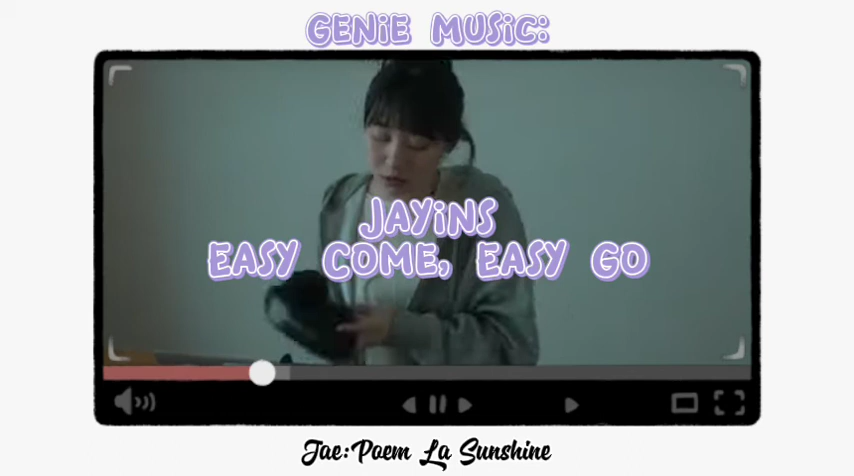 GENiE MUSiC:
JAYiNS
EASY COME, EASY GO
Jae:Poem La Sunshine